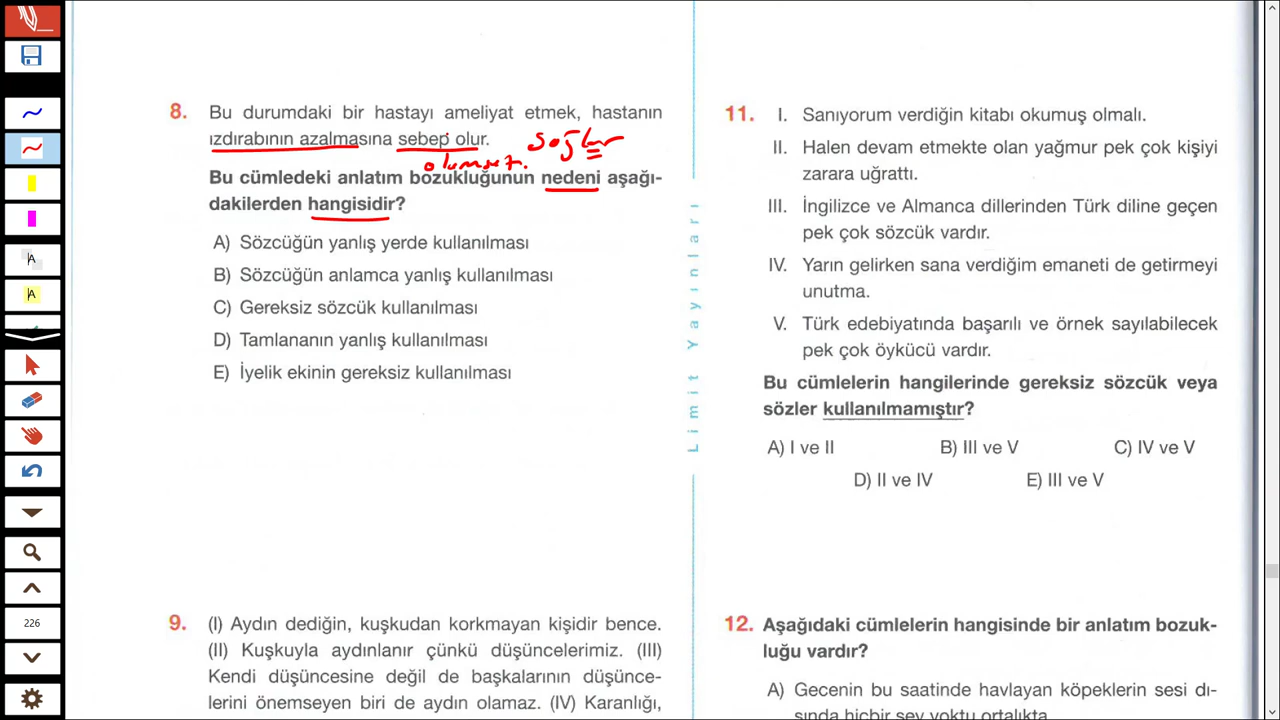 8. Bu durumdaki bir hastayı ameliyat etmek, hastanın
ızdırabının azalmasına sebep olur.
sağlar
olumsuz.
Bu cümledeki anlatım bozukluğunun nedeni aşağı-
dakilerden hangisidir?
A) Sözcüğün yanlış yerde kullanılması
B) Sözcüğün anlamca yanlış kullanılması
C) Gereksiz sözcük kullanılması
D) Tamlananın yanlış kullanılması
E) İyelik ekinin gereksiz kullanılması
9. (I) Aydın dediğin, kuşkudan korkmayan kişidir bence.
(II) Kuşkuyla aydınlanır çünkü düşüncelerimiz. (III)
Kendi düşüncesine değil de başkalarının düşünce-
lerini önemseyen biri de aydın olamaz. (IV) Karanlığı,
Limit Yayınları
11. I. Sanıyorum verdiğin kitabı okumuş olmalı.
II. Halen devam etmekte olan yağmur pek çok kişiyi
zarara uğrattı.
III. İngilizce ve Almanca dillerinden Türk diline geçen
pek çok sözcük vardır.
IV. Yarın gelirken sana verdiğim emaneti de getirmeyi
unutma.
V. Türk edebiyatında başarılı ve örnek sayılabilecek
pek çok öykücü vardır.
Bu cümlelerin hangilerinde gereksiz sözcük veya
sözler kullanılmamıştır?
A) I ve II B) III ve V C) IV ve V
D) II ve IV E) III ve V
12. Aşağıdaki cümlelerin hangisinde bir anlatım bozuk-
luğu vardır?
A) Gecenin bu saatinde havlayan köpeklerin sesi dı-
şında hiçbir şey yoktu ortalıkta.
A
A
226